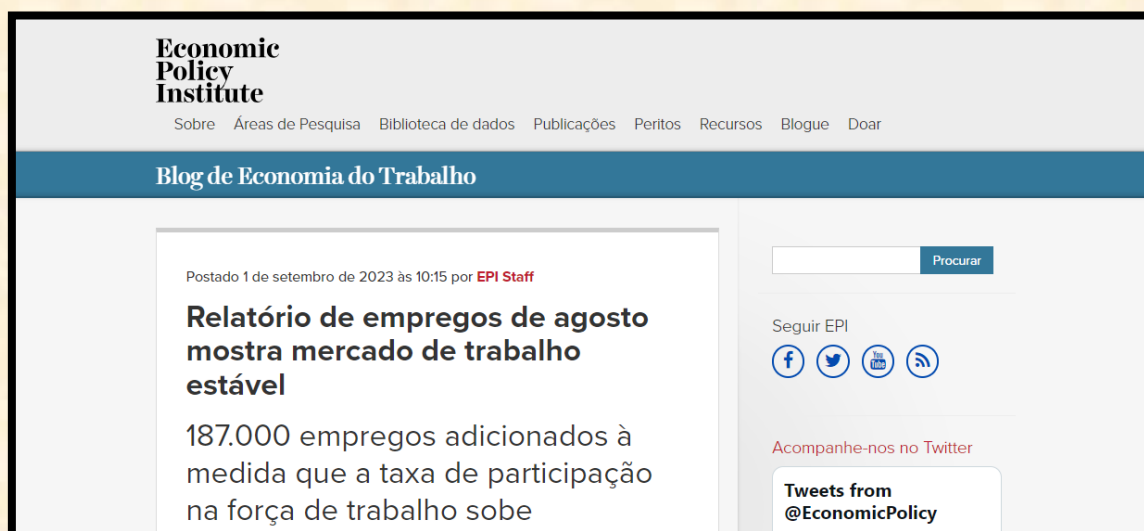 Economic
Policy
Institute
Sobre Áreas de Pesquisa Biblioteca de dados Publicações Peritos Recursos Blogue Doar
Blog de Economia do Trabalho
Postado 1 de setembro de 2023 às 10:15 por EPI Staff
Relatório de empregos de agosto
mostra mercado de trabalho
estável
187.000 empregos adicionados à
medida que a taxa de participação
na força de trabalho sobe
Procurar
Seguir EPI
f
You
Tube
Acompanhe-nos no Twitter
Tweets from
@EconomicPolicy